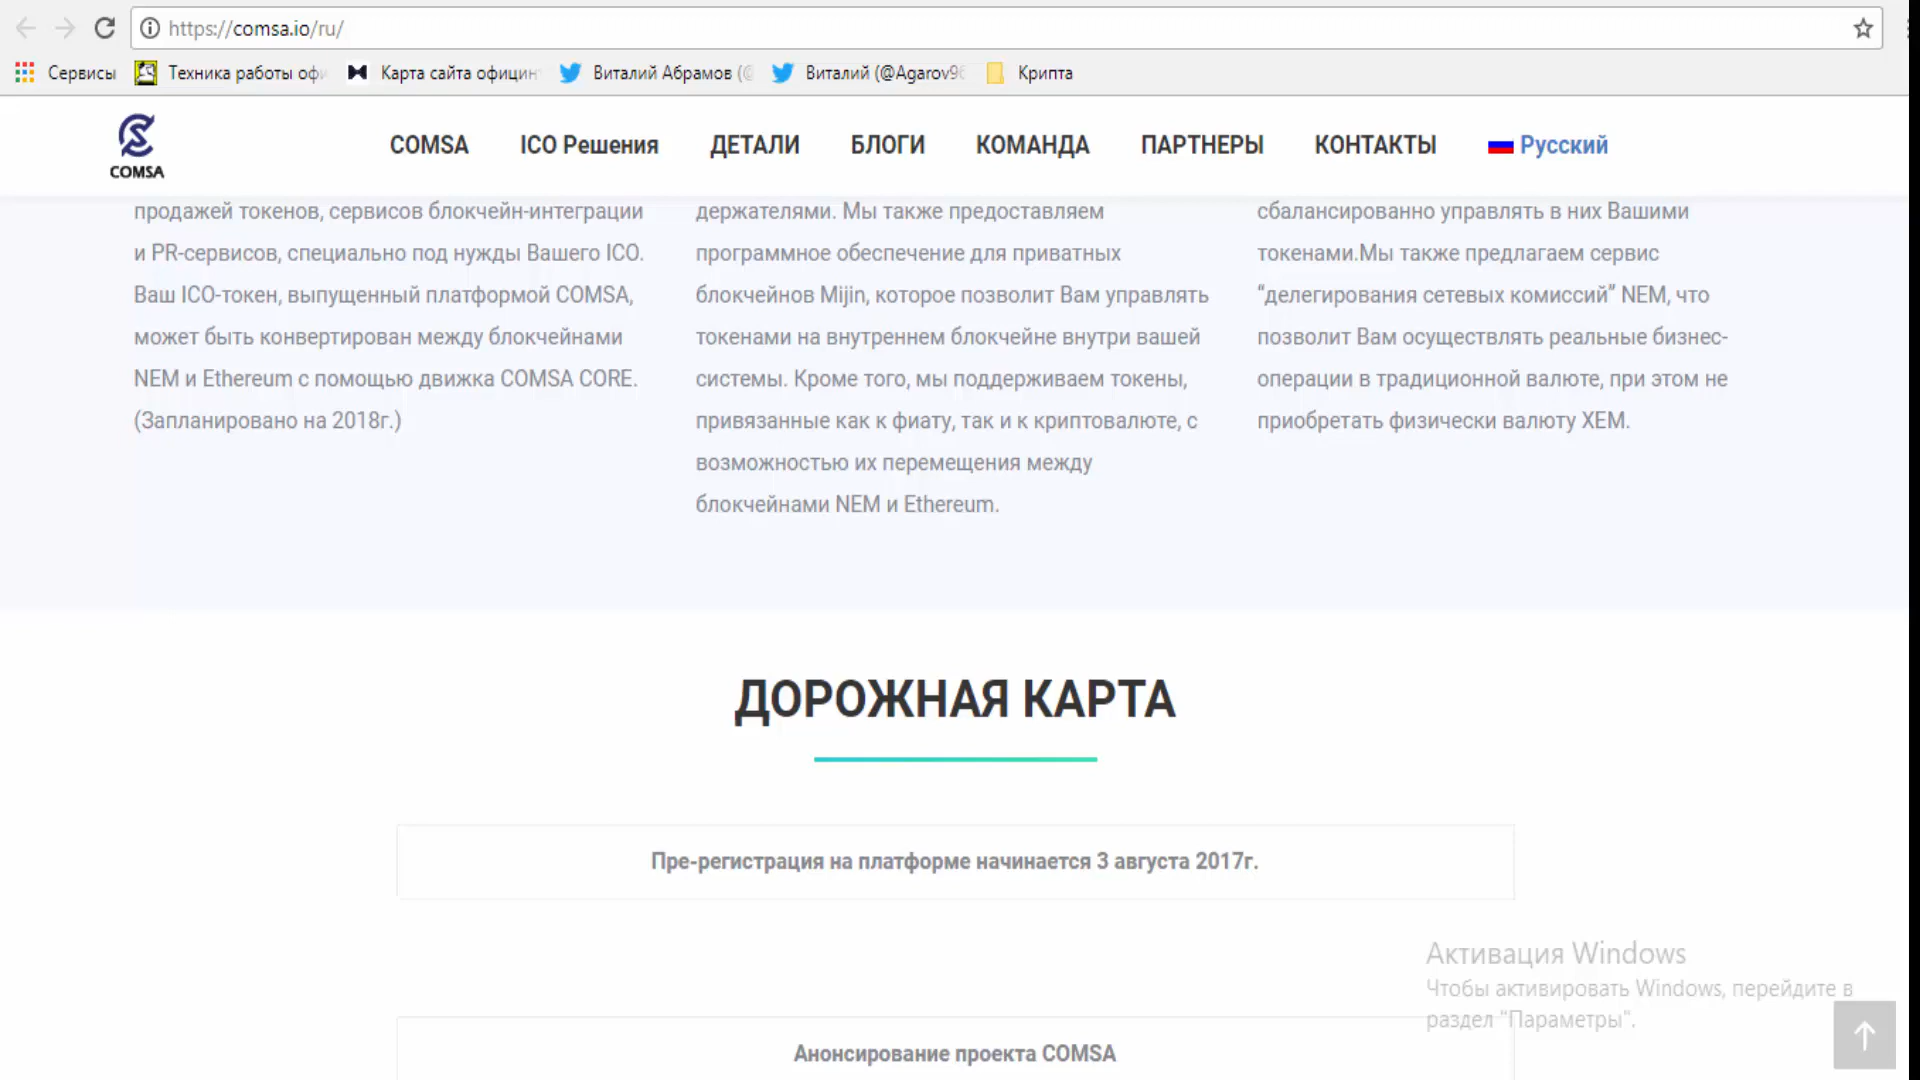 https://comsa.io/ru/
Сервисы
Техника работы офи
Карта сайта официн
Виталий Абрамов (@
Виталий (@Agarov96
Крипта
COMSA
COMSA
ICO Решения
ДЕТАЛИ
БЛОГИ
КОМАНДА
ПАРТНЕРЫ
КОНТАКТЫ
Русский
продажей токенов, сервисов блокчейн-интеграции
и PR-сервисов, специально под нужды Вашего ICO.
Ваш ICO-токен, выпущенный платформой COMSA,
может быть конвертирован между блокчейнами
NEM и Ethereum с помощью движка COMSA CORE.
(Запланировано на 2018г.)
держателями. Мы также предоставляем
программное обеспечение для приватных
блокчейнов Mijin, которое позволит Вам управлять
токенами на внутреннем блокчейне внутри вашей
системы. Кроме того, мы поддерживаем токены,
привязанные как к фиату, так и к криптовалюте, с
возможностью их перемещения между
блокчейнами NEM и Ethereum.
сбалансированно управлять в них Вашими
токенами.Мы также предлагаем сервис
“делегирования сетевых комиссий” NEM, что
позволит Вам осуществлять реальные бизнес-
операции в традиционной валюте, при этом не
приобретать физически валюту XEM.
ДОРОЖНАЯ КАРТА
Пре-регистрация на платформе начинается 3 августа 2017г.
Анонсирование проекта COMSA
Активация Windows
Чтобы активировать Windows, перейдите в
раздел "Параметры".